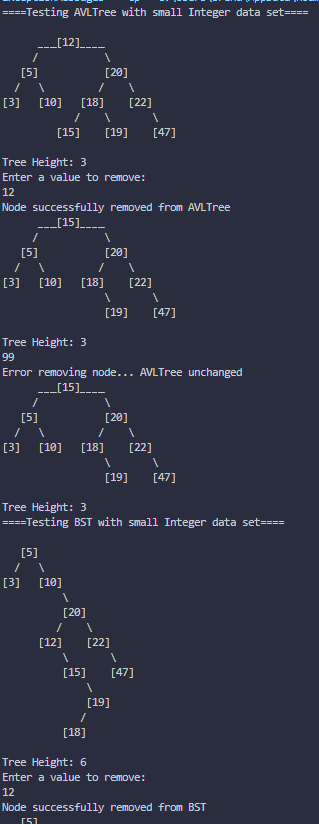 ====Testing AVLTree with small Integer data set====
      ___[12]____
     /           \
   [5]           [20]
  /   \         /    \
[3]   [10]   [18]    [22]
            /    \      \
         [15]    [19]    [47]
Tree Height: 3
Enter a value to remove:
12
Node successfully removed from AVLTree
      ___[15]____
     /           \
   [5]           [20]
  /   \         /    \
[3]   [10]   [18]    [22]
                 \      \
                 [19]    [47]
Tree Height: 3
99
Error removing node... AVLTree unchanged
      ___[15]____
     /           \
   [5]           [20]
  /   \         /    \
[3]   [10]   [18]    [22]
                 \      \
                 [19]    [47]
Tree Height: 3
====Testing BST with small Integer data set====
   [5]
  /   \
[3]   [10]
          \
          [20]
         /    \
      [12]    [22]
          \       \
          [15]    [47]
              \
              [19]
             /
          [18]
Tree Height: 6
Enter a value to remove:
12
Node successfully removed from BST
   [5]